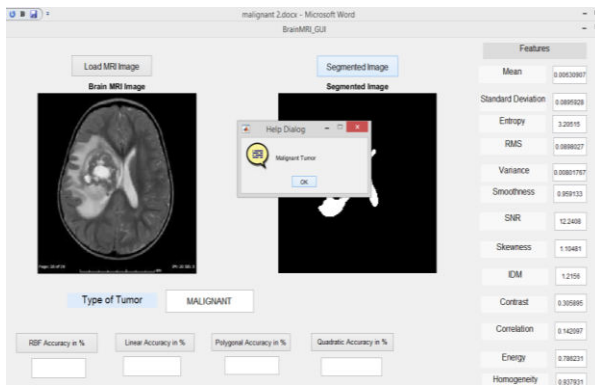 malignant 2.docx - Microsoft Word
BrainMRI_GUI
Load MRI Image
Brain MRI Image
Segmented Image
Segmented Image
Help Dialog
Malignant Tumor
OK
Type of Tumor
MALIGNANT
RBF Accuracy in %
Linear Accuracy in %
Polygonal Accuracy in %
Quadratic Accuracy in %
Features
Mean 0.00630907
Standard Deviation 0.0895928
Entropy 3.20515
RMS 0.0898027
Variance 0.00801767
Smoothness 0.959133
SNR 12.2408
Skewness 1.10481
IDM 1.2156
Contrast 0.305895
Correlation 0.142097
Energy 0.786231
Homogeneity 0.937931